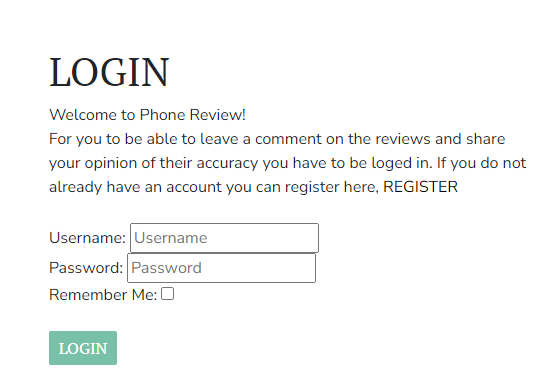 LOGIN
Welcome to Phone Review!
For you to be able to leave a comment on the reviews and share
your opinion of their accuracy you have to be loged in. If you do not
already have an account you can register here, REGISTER
Username: Username
Password: Password
Remember Me:
LOGIN